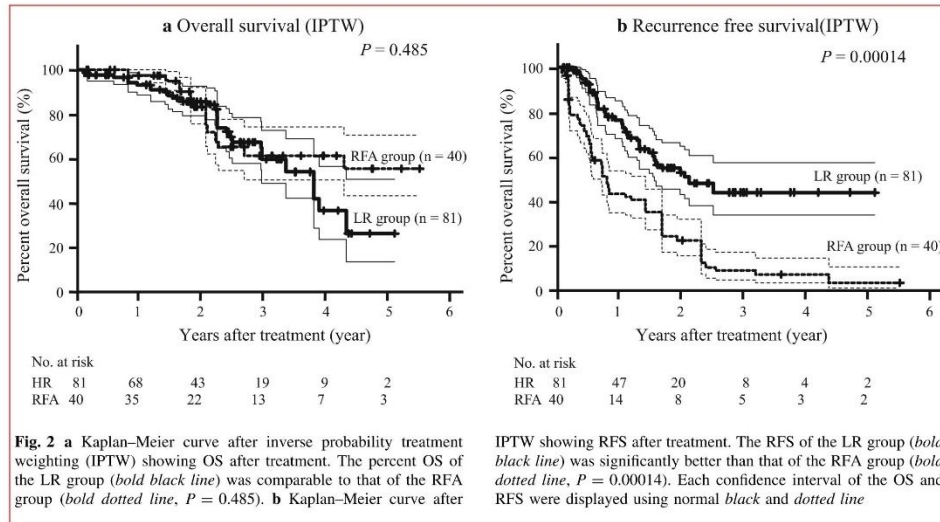 a Overall survival (IPTW)
P = 0.485
Percent overall survival (%)
100
80
60
40
20
0
RFA group (n = 40)
LR group (n = 81)
0 1 2 3 4 5 6
Years after treatment (year)
No. at risk
HR 81 68 43 19 9 2
RFA 40 35 22 13 7 3
b Recurrence free survival(IPTW)
P = 0.00014
Percent overall survival (%)
100
80
60
40
20
0
LR group (n = 81)
RFA group (n = 40)
0 1 2 3 4 5 6
Years after treatment (year)
No. at risk
HR 81 47 20 8 4 2
RFA 40 14 8 5 3 2
Fig. 2 a Kaplan–Meier curve after inverse probability treatment
weighting (IPTW) showing OS after treatment. The percent OS of
the LR group (bold black line) was comparable to that of the RFA
group (bold dotted line, P = 0.485). b Kaplan–Meier curve after
IPTW showing RFS after treatment. The RFS of the LR group (bold
black line) was significantly better than that of the RFA group (bold
dotted line, P = 0.00014). Each confidence interval of the OS and
RFS were displayed using normal black and dotted line